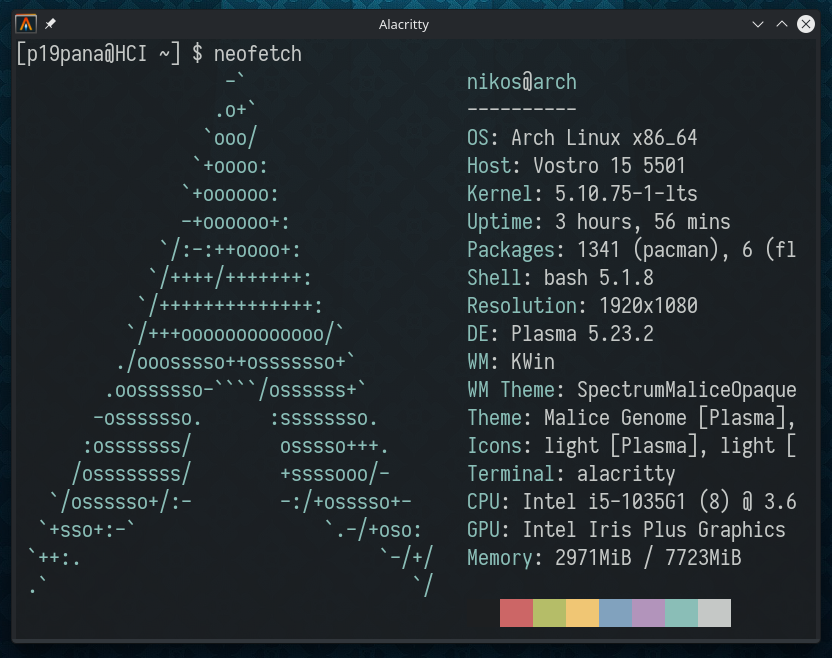 Alacritty
[p19pana@HCI ~] $ neofetch
-`
.o+`
`ooo/
`+oooo:
`+oooooo:
-+oooooo+:
`/:-:++oooo+:
`/++++/+++++++:
`/++++++++++++++:
`/+++ooooooooooooo/`
./ooosssso++osssssso+`
.oossssso-````/ossssss+`
-osssssso. :ssssssso.
:osssssss/ osssso+++.
/ossssssss/ +ssssooo/-
`/ossssso+/:- -:/+osssso+-
`+sso+:-` `.-/+oso:
`++:. `-/+/
.` `/
nikos@arch
----------
OS: Arch Linux x86_64
Host: Vostro 15 5501
Kernel: 5.10.75-1-lts
Uptime: 3 hours, 56 mins
Packages: 1341 (pacman), 6 (fl
Shell: bash 5.1.8
Resolution: 1920x1080
DE: Plasma 5.23.2
WM: KWin
WM Theme: SpectrumMaliceOpaque
Theme: Malice Genome [Plasma],
Icons: light [Plasma], light [
Terminal: alacritty
CPU: Intel i5-1035G1 (8) @ 3.6
GPU: Intel Iris Plus Graphics
Memory: 2971MiB / 7723MiB